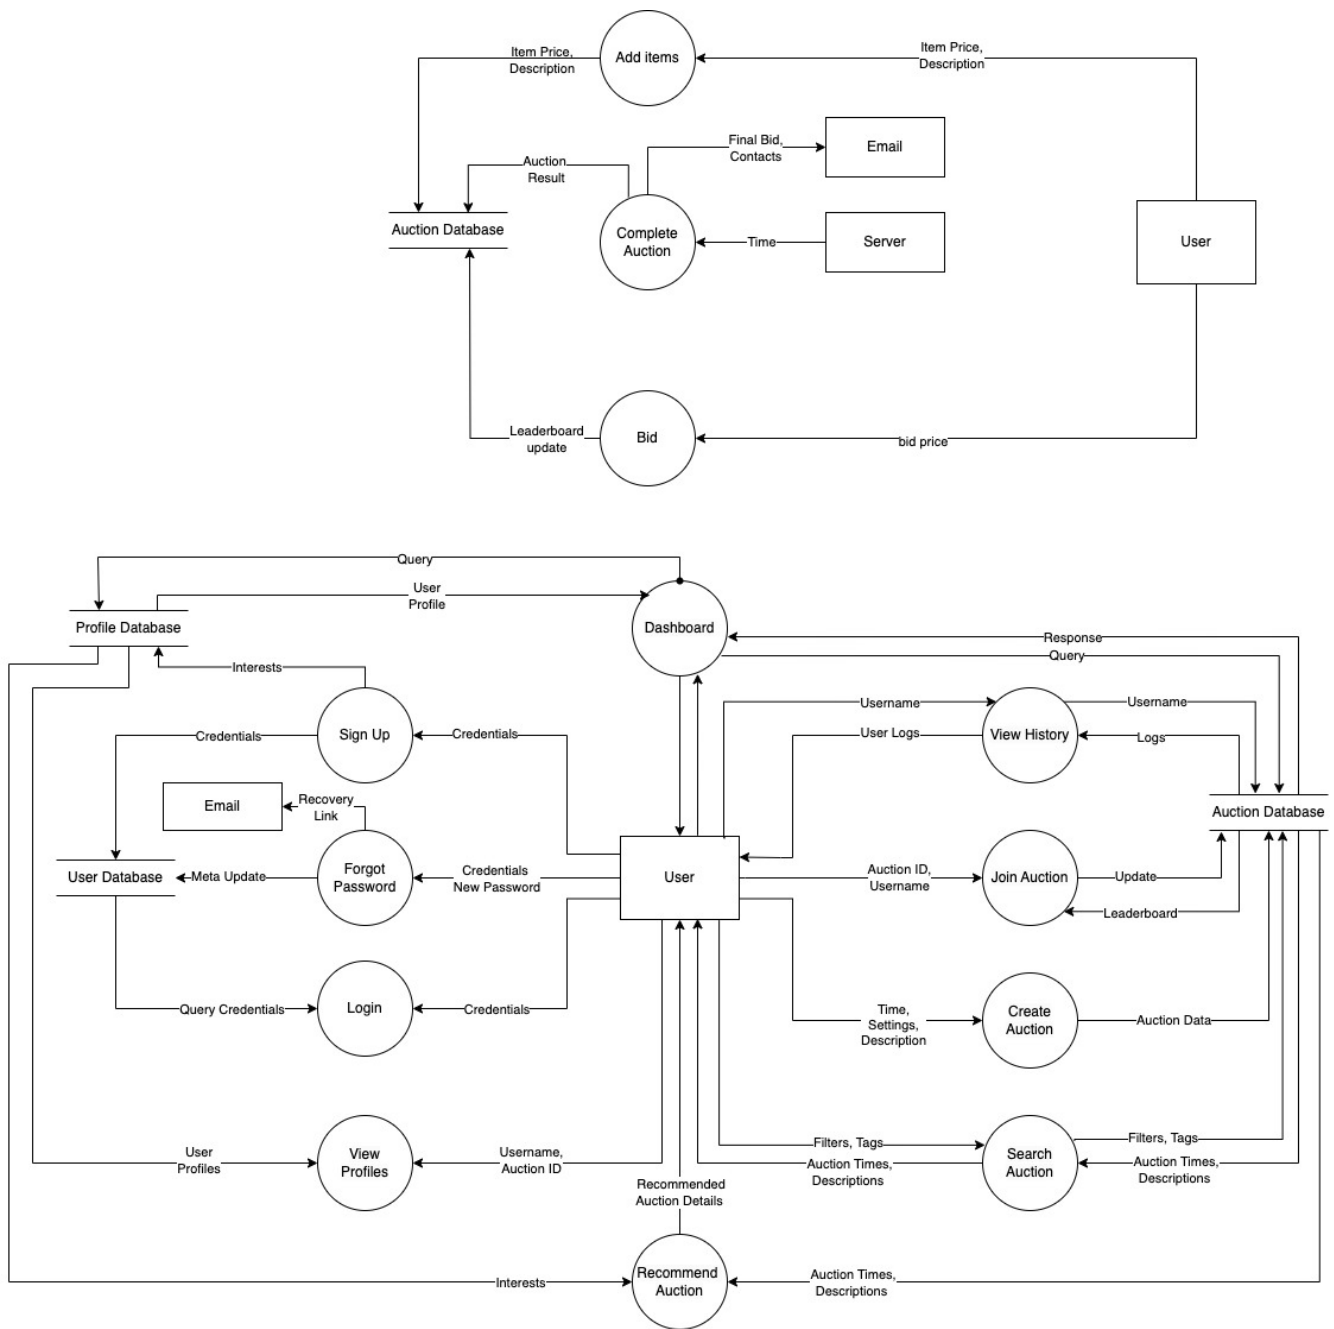 Item Price,
Description
Add items
Item Price,
Description
Final Bid,
Contacts
Email
Auction
Result
Auction Database
Complete
Auction
Time
Server
User
Leaderboard
update
Bid
bid price
Query
User
Profile
Dashboard
Profile Database
Response
Query
Interests
Username
Username
Credentials
Sign Up
Credentials
User Logs
View History
Logs
Email
Recovery
Link
Auction Database
User Database
Meta Update
Forgot
Password
Credentials
New Password
User
Auction ID,
Username
Join Auction
Update
Leaderboard
Query Credentials
Login
Credentials
Time,
Settings,
Description
Create
Auction
Auction Data
User
Profiles
View
Profiles
Username,
Auction ID
Filters, Tags
Auction Times,
Descriptions
Search
Auction
Filters, Tags
Auction Times,
Descriptions
Recommended
Auction Details
Interests
Recommend
Auction
Auction Times,
Descriptions